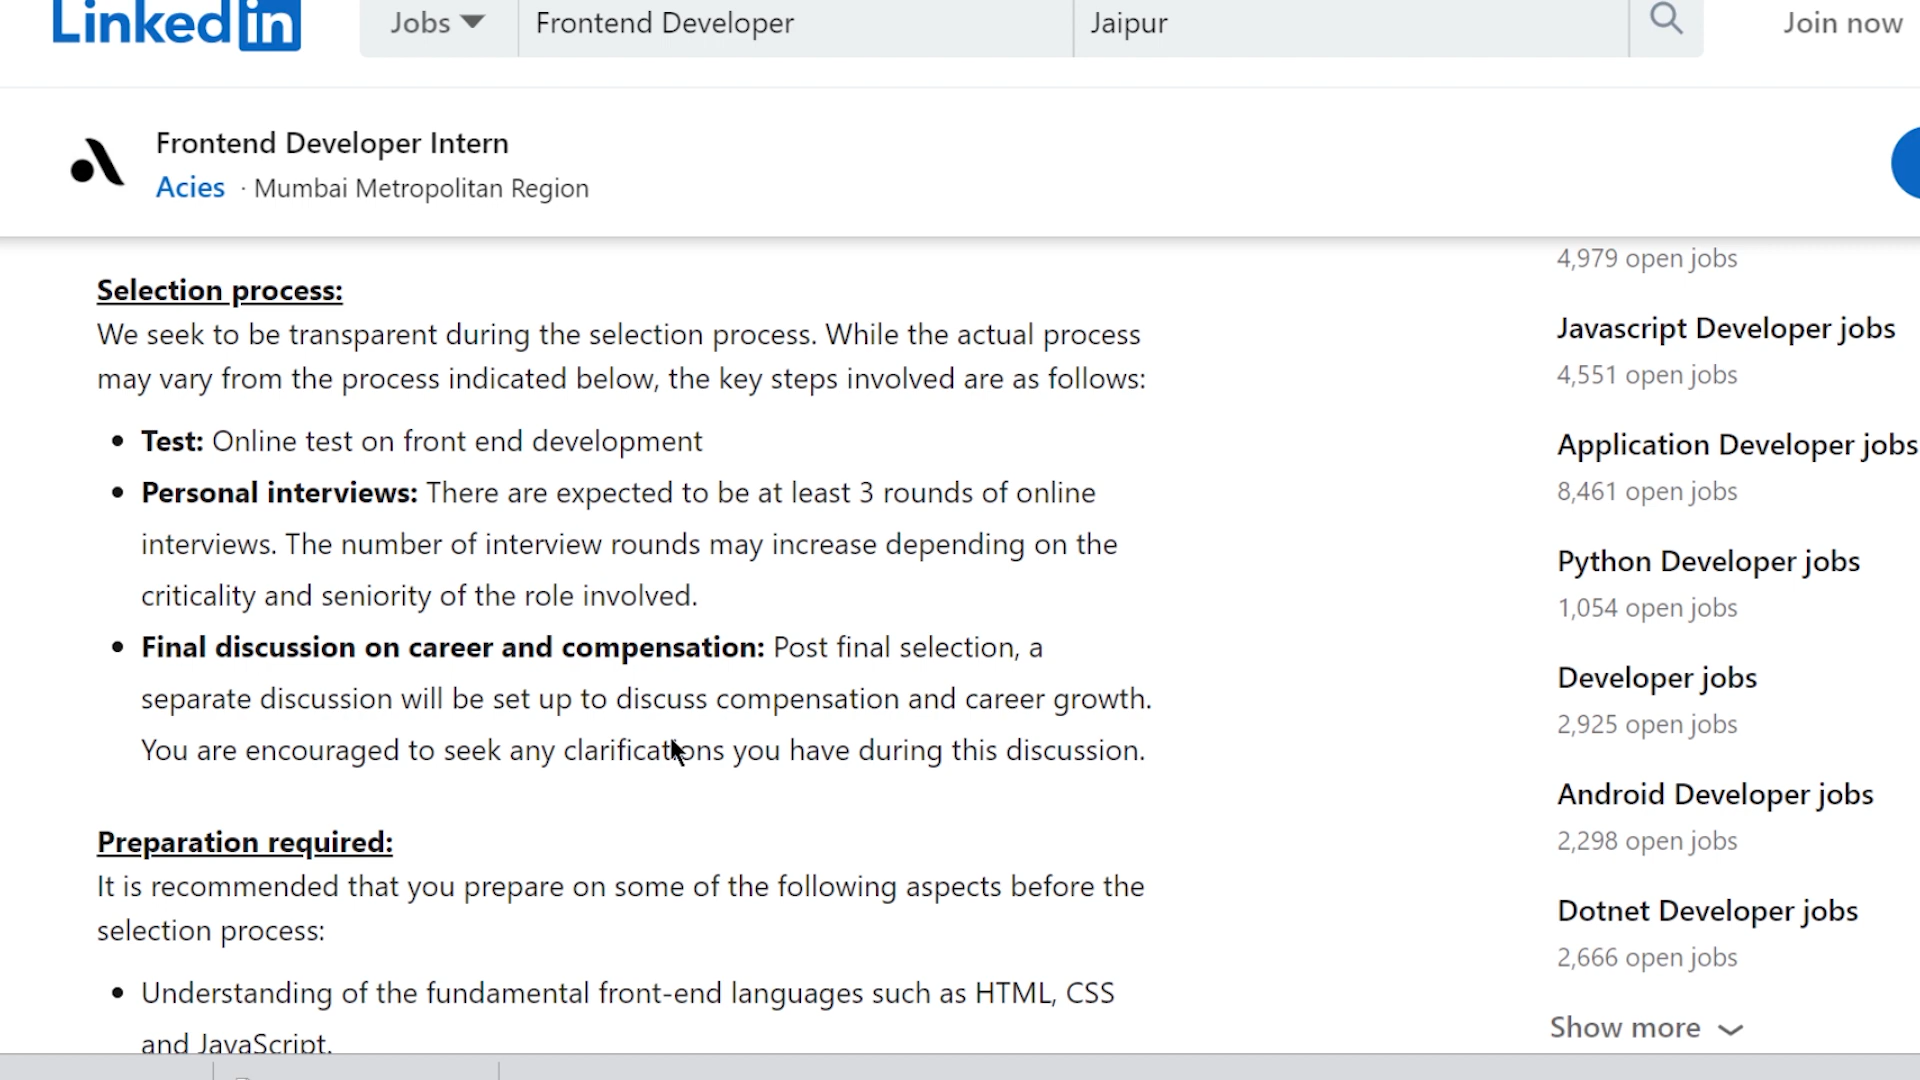 Linked in
Jobs
Frontend Developer
Jaipur
Join now
Frontend Developer Intern
Acies · Mumbai Metropolitan Region
Selection process:
We seek to be transparent during the selection process. While the actual process
may vary from the process indicated below, the key steps involved are as follows:
• Test: Online test on front end development
• Personal interviews: There are expected to be at least 3 rounds of online
interviews. The number of interview rounds may increase depending on the
criticality and seniority of the role involved.
• Final discussion on career and compensation: Post final selection, a
separate discussion will be set up to discuss compensation and career growth.
You are encouraged to seek any clarifications you have during this discussion.
Preparation required:
It is recommended that you prepare on some of the following aspects before the
selection process:
• Understanding of the fundamental front-end languages such as HTML, CSS
and JavaScript.
4,979 open jobs
Javascript Developer jobs
4,551 open jobs
Application Developer jobs
8,461 open jobs
Python Developer jobs
1,054 open jobs
Developer jobs
2,925 open jobs
Android Developer jobs
2,298 open jobs
Dotnet Developer jobs
2,666 open jobs
Show more